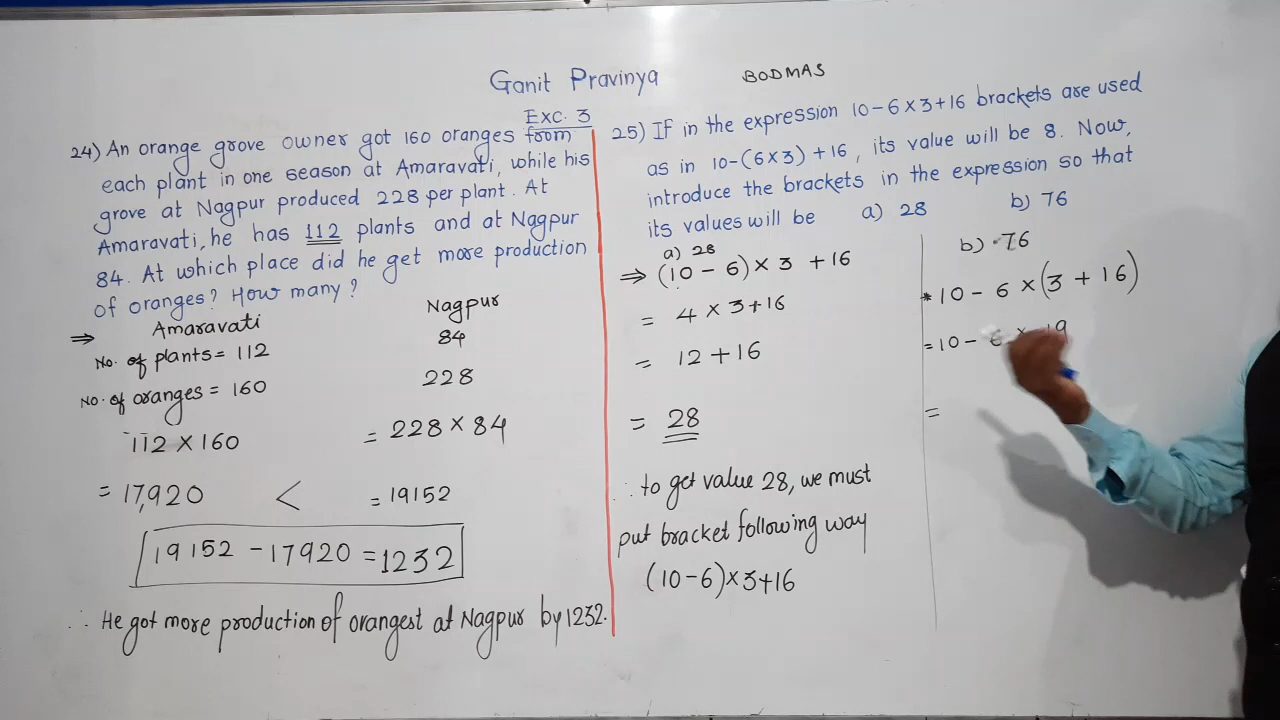 Ganit Pravinya
BODMAS
Exc. 3
24) An orange grove owner got 160 oranges from
each plant in one season at Amaravati, while his
grove at Nagpur produced 228 per plant. At
Amaravati, he has 112 plants and at Nagpur
84. At which place did he get more production
of oranges? How many?
⇒ Amaravati Nagpur
No. of plants = 112 84
No. of oranges = 160 228
112 × 160 = 228 × 84
= 17,920 < = 19152
19152 - 17920 = 1232
∴ He got more production of orangest at Nagpur by 1232.
25) If in the expression 10-6×3+16 brackets are used
as in 10-(6×3)+16, its value will be 8. Now,
introduce the brackets in the expression so that
its values will be a) 28 b) 76
a) 28
⇒ (10 - 6) × 3 + 16
= 4 × 3+16
= 12 + 16
= 28
∴ to get value 28, we must
put bracket following way
(10-6)×3+16
b) 76
* 10 - 6 × (3 + 16)
= 10 - 6 × 19
=